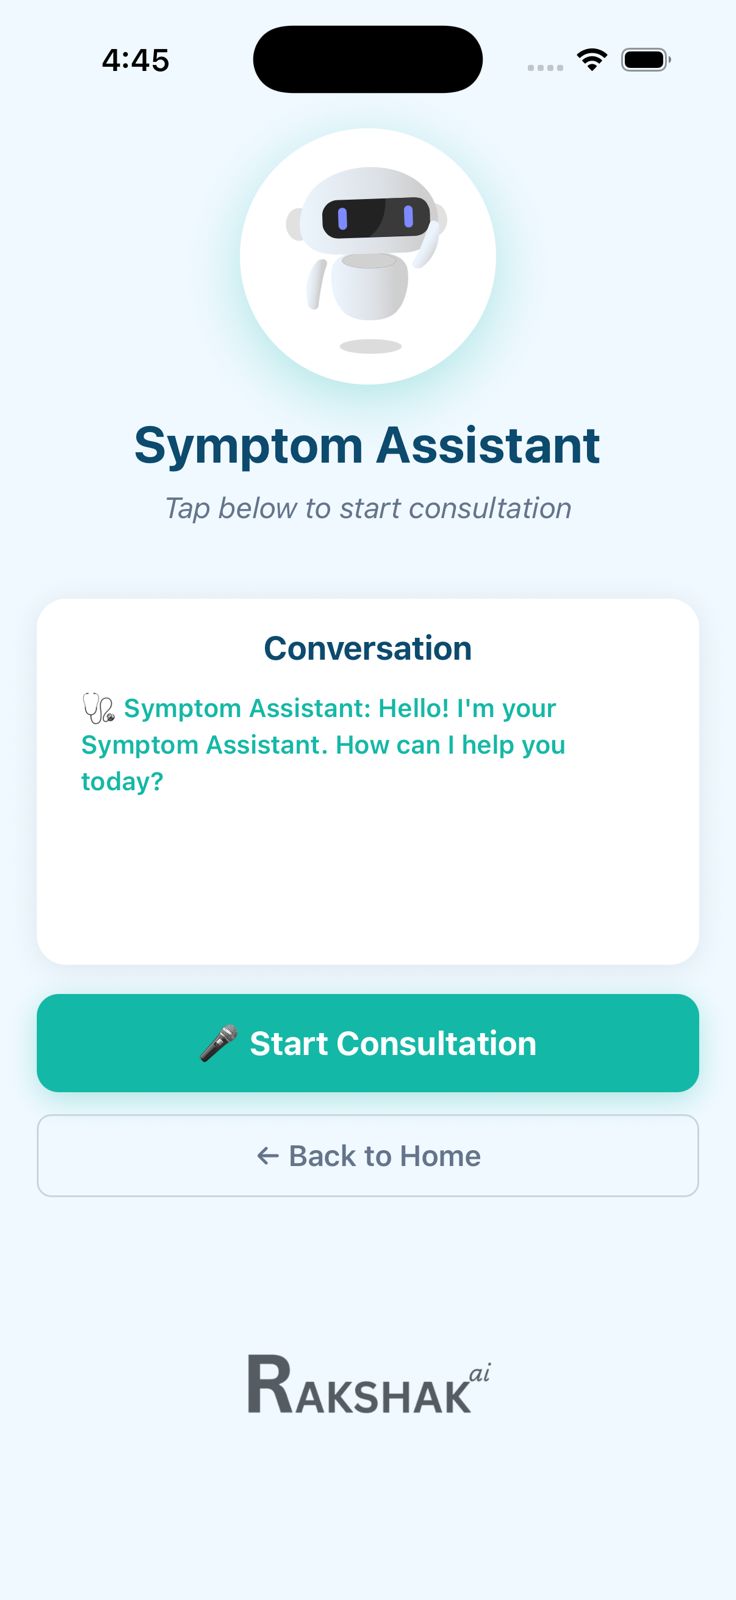 4:45
Symptom Assistant
Tap below to start consultation
Conversation
🩺 Symptom Assistant: Hello! I'm your
Symptom Assistant. How can I help you
today?
🎤 Start Consultation
← Back to Home
RAKSHAK ai